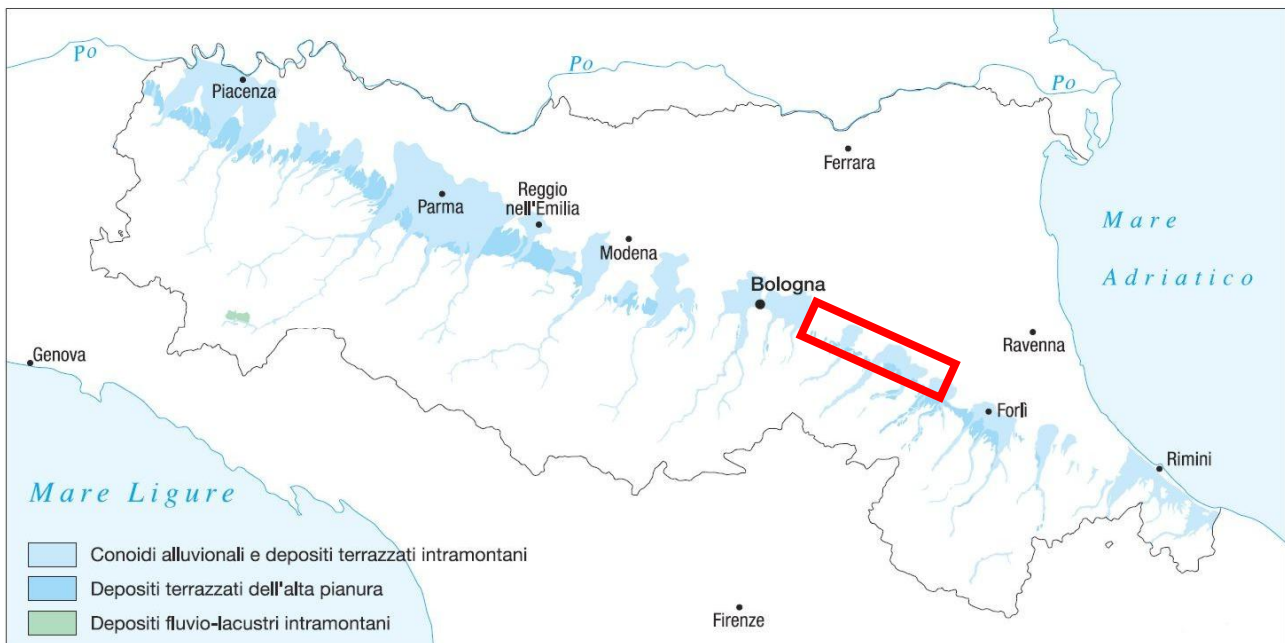 Po
Piacenza
Po
Po
Ferrara
Parma
Reggio
nell'Emilia
Modena
Mare
Adriatico
Bologna
Ravenna
Genova
Forlì
Rimini
Mare Ligure
Conoidi alluvionali e depositi terrazzati intramontani
Depositi terrazzati dell'alta pianura
Depositi fluvio-lacustri intramontani
Firenze